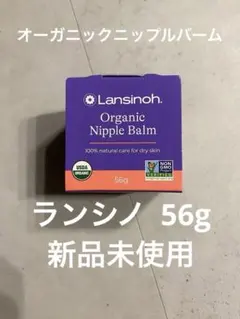 オーガニックニップルバーム
Lansinoh®
Organic
Nipple Balm
100% natural care for dry skin
USDA
ORGANIC
NON
GMO
VERIFIED
56g
ランシノ 56g
新品未使用